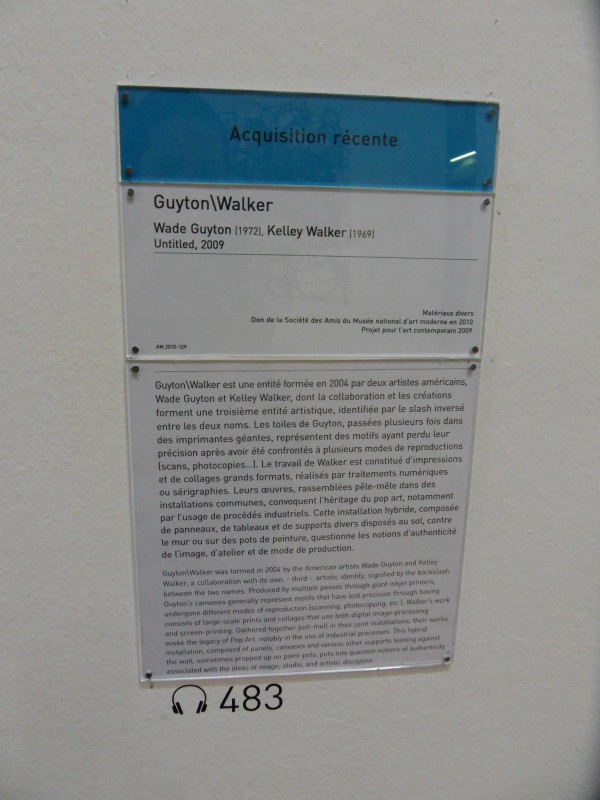 Acquisition récente
Guyton\Walker
Wade Guyton (1972), Kelley Walker (1969)
Untitled, 2009
Matériaux divers
Don de la Société des Amis du Musée national d'art moderne en 2010
Projet pour l'art contemporain 2009
AM 2010-129
Guyton\Walker est une entité formée en 2004 par deux artistes américains,
Wade Guyton et Kelley Walker, dont la collaboration et les créations
forment une troisième entité artistique, identifiée par le slash inversé
entre les deux noms. Les toiles de Guyton, passées plusieurs fois dans
des imprimantes géantes, représentent des motifs ayant perdu leur
précision après avoir été confrontés à plusieurs modes de reproductions
(scans, photocopies...). Le travail de Walker est constitué d'impressions
et de collages grands formats, réalisés par traitements numériques
ou sérigraphies. Leurs œuvres, rassemblées pêle-mêle dans des
installations communes, convoquent l'héritage du pop art, notamment
par l'usage de procédés industriels. Cette installation hybride, composée
de panneaux, de tableaux et de supports divers disposés au sol, contre
le mur ou sur des pots de peinture, questionne les notions d'authenticité
de l'image, d'atelier et de mode de production.
Guyton\Walker was formed in 2004 by the American artists Wade Guyton and Kelley
Walker, a collaboration with its own – third – artistic identity, signified by the backslash
between the two names. Produced by multiple passes through giant inkjet printers,
Guyton's canvases generally represent motifs that have lost precision through having
undergone different modes of reproduction (scanning, photocopying, etc.). Walker's work
consists of large-scale prints and collages that use both digital image-processing
and screen-printing. Gathered together pell-mell in their joint installations, their works
evoke the legacy of Pop Art, notably in the use of industrial processes. This hybrid
installation, composed of panels, canvases and various other supports leaning against
the wall, sometimes propped up on paint-pots, puts into question notions of authenticity
associated with the ideas of image, studio, and artistic discipline.
483